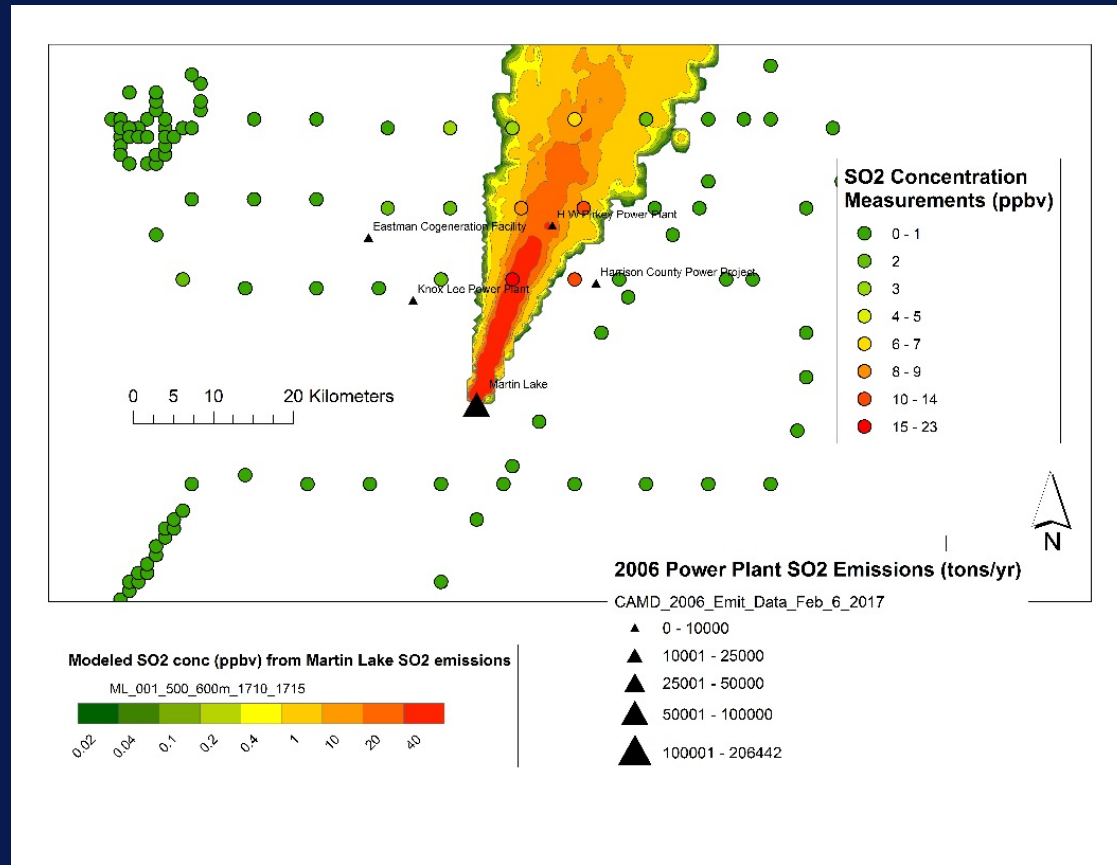 SO2 Concentration
Measurements (ppbv)
0 - 1
2
3
4 - 5
6 - 7
8 - 9
10 - 14
15 - 23
H W Pirkey Power Plant
Eastman Cogeneration Facility
Harrison County Power Project
Knox Lee Power Plant
Martin Lake
0 5 10 20 Kilometers
N
2006 Power Plant SO2 Emissions (tons/yr)
CAMD_2006_Emit_Data_Feb_6_2017
0 - 10000
10001 - 25000
25001 - 50000
50001 - 100000
100001 - 206442
Modeled SO2 conc (ppbv) from Martin Lake SO2 emissions
ML_001_500_600m_1710_1715
0.02 0.04 0.1 0.2 0.4 1 10 20 40